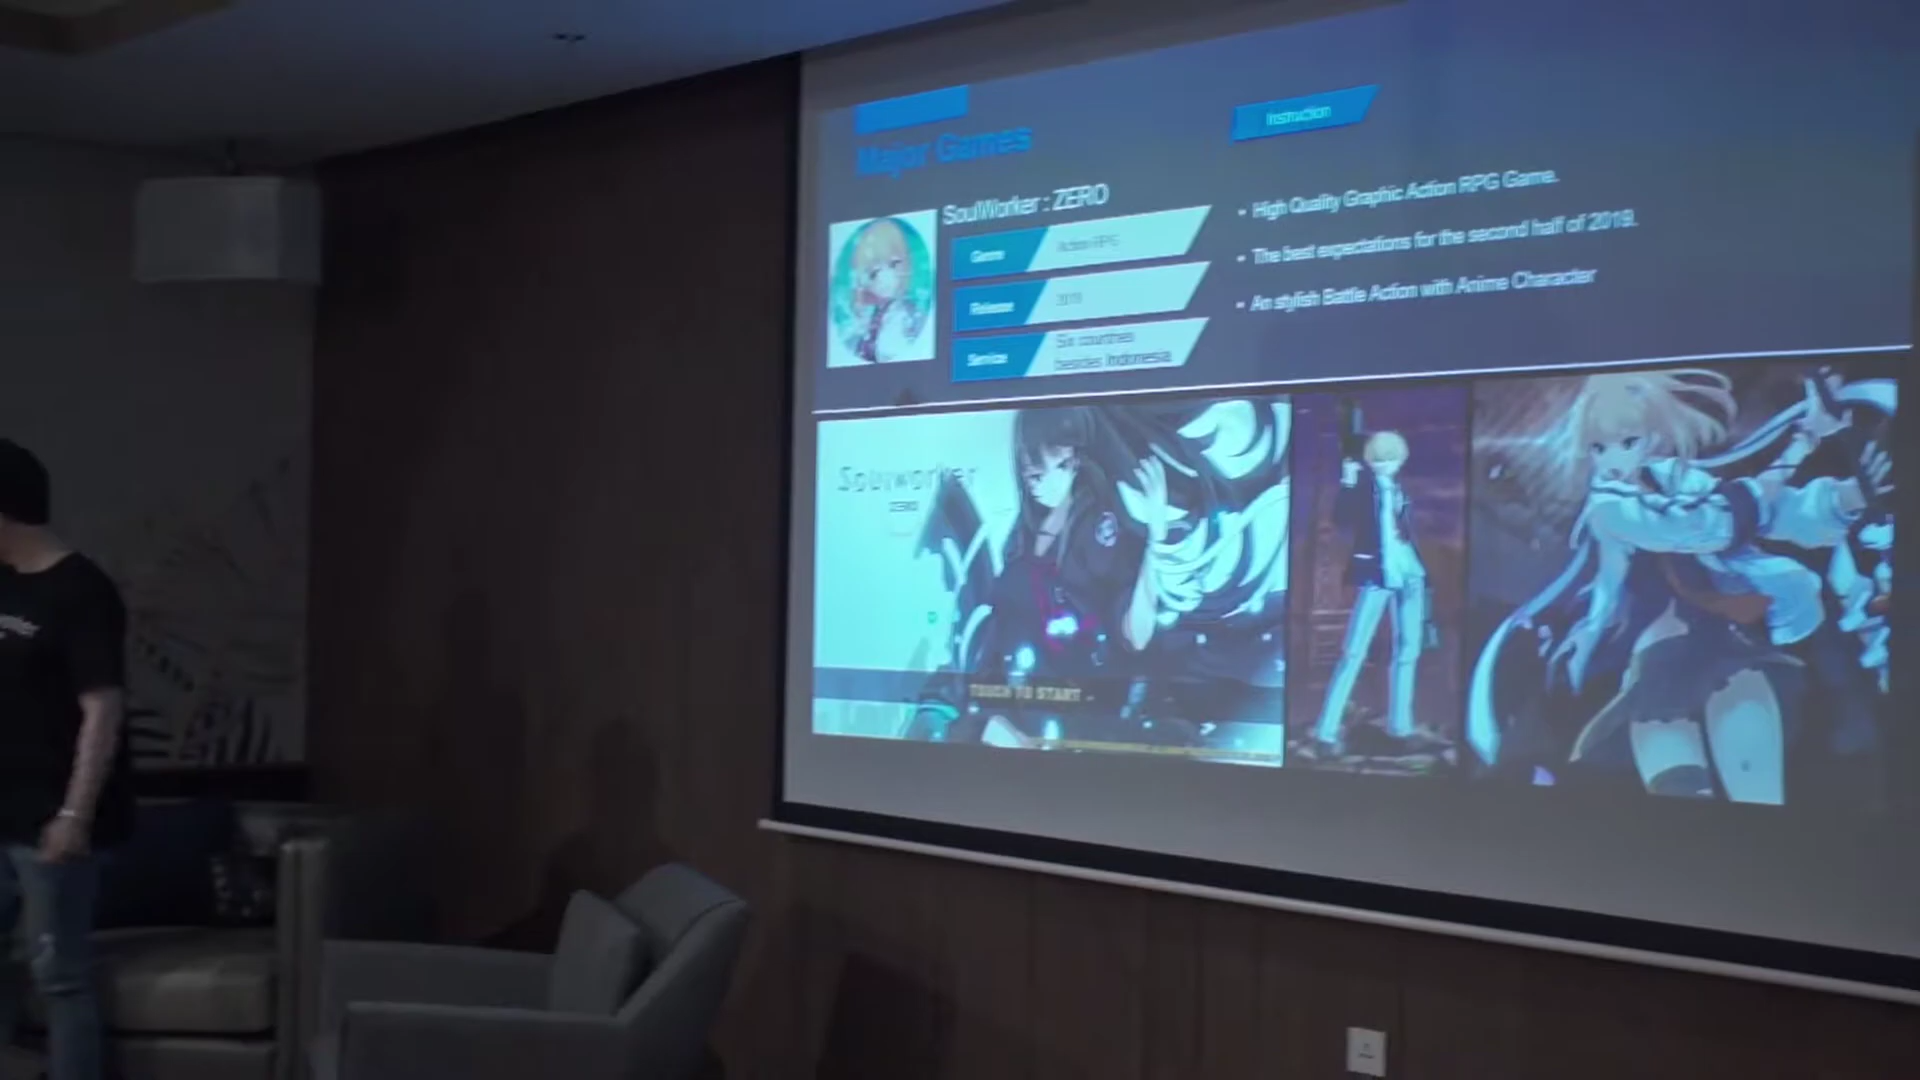 Major Games
SoulWorker : ZERO
Genre
Action RPG
Release
2019
Service
Six countries
besides Indonesia
Instruction
• High Quality Graphic Action RPG Game.
• The best expectations for the second half of 2019.
• An stylish Battle Action with Anime Character
Soulworker
ZERO
TOUCH TO START